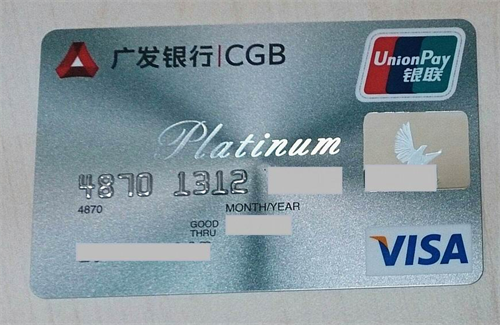 广发银行|CGB
UnionPay
银联
Platinum
4870 1312
4870
MONTH/YEAR
GOOD
THRU
VISA